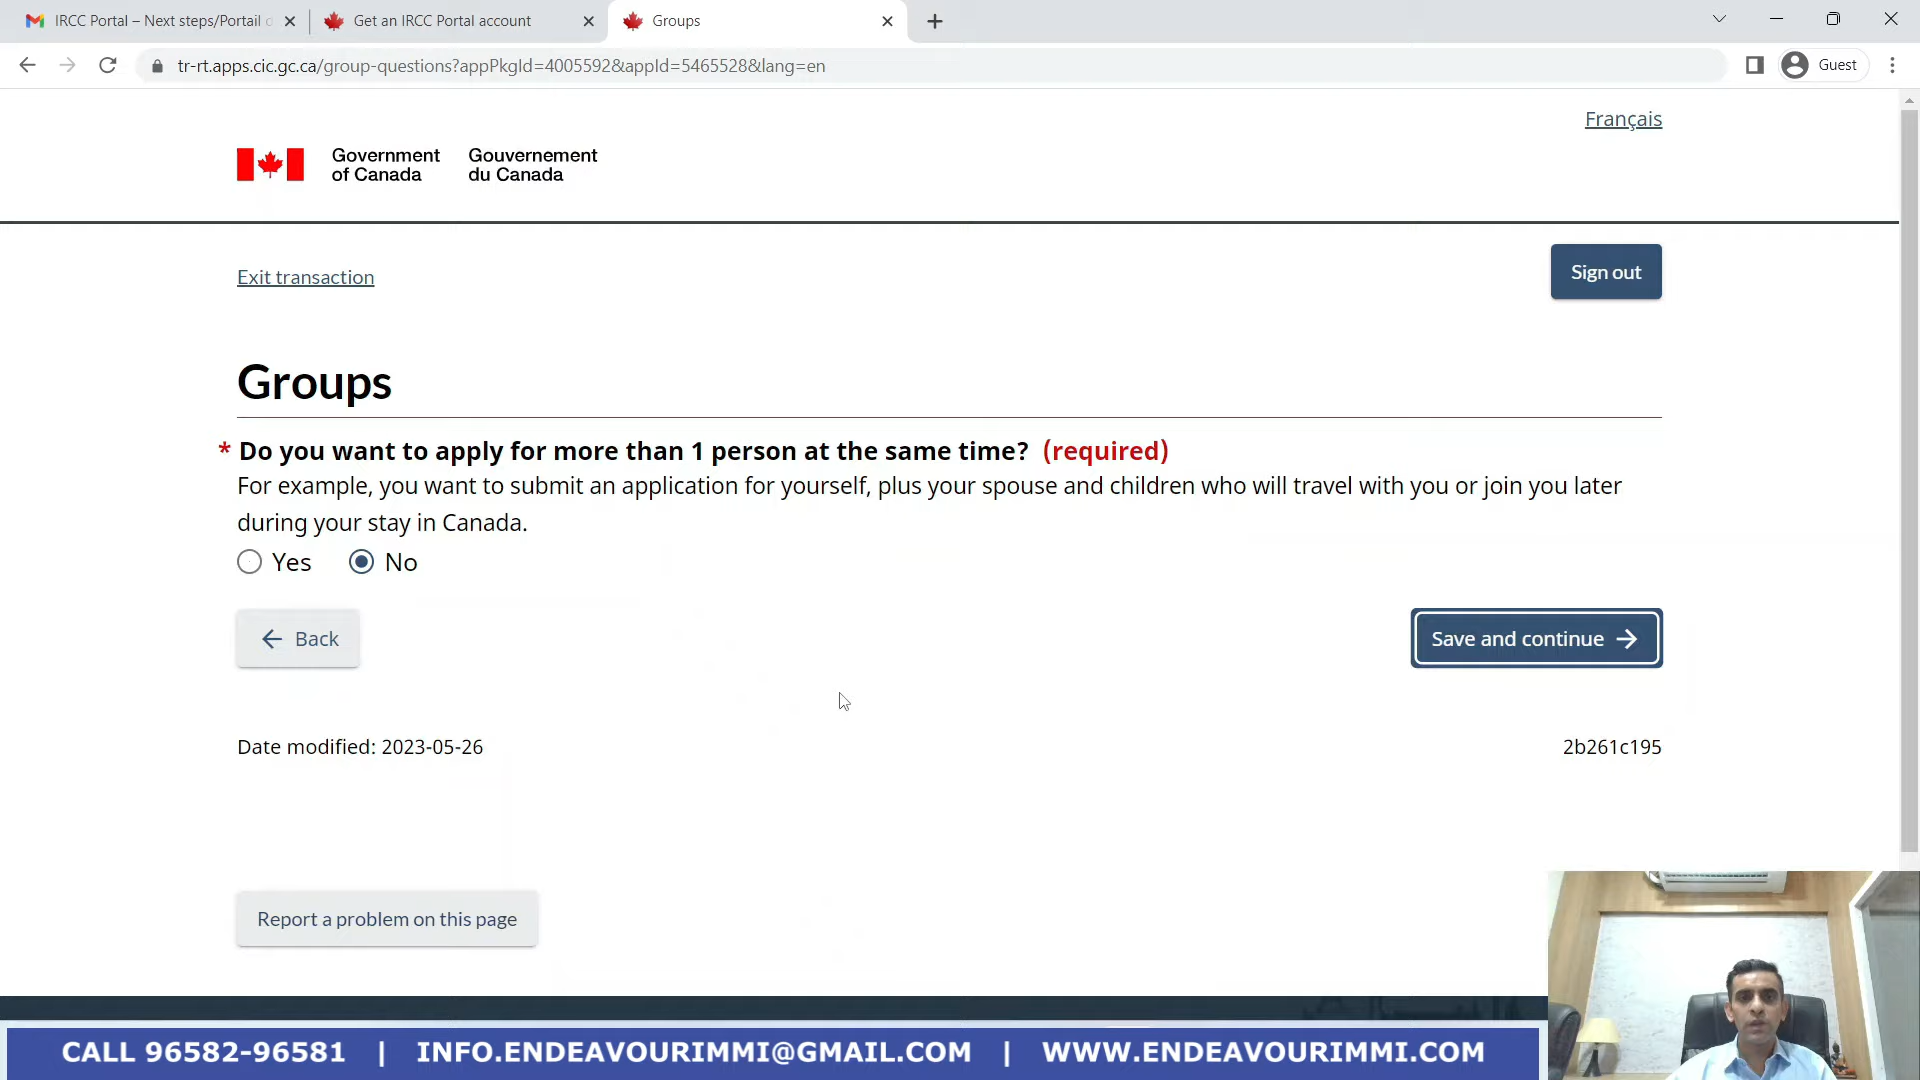 IRCC Portal – Next steps/Portail
Get an IRCC Portal account
Groups
tr-rt.apps.cic.gc.ca/group-questions?appPkgId=4005592&appId=5465528&lang=en
Guest
Français
Government of Canada
Gouvernement du Canada
Exit transaction
Sign out
Groups
* Do you want to apply for more than 1 person at the same time? (required)
For example, you want to submit an application for yourself, plus your spouse and children who will travel with you or join you later
during your stay in Canada.
Yes No
Back
Save and continue
Date modified: 2023-05-26
2b261c195
Report a problem on this page
CALL 96582-96581 | INFO.ENDEAVOURIMMI@GMAIL.COM | WWW.ENDEAVOURIMMI.COM